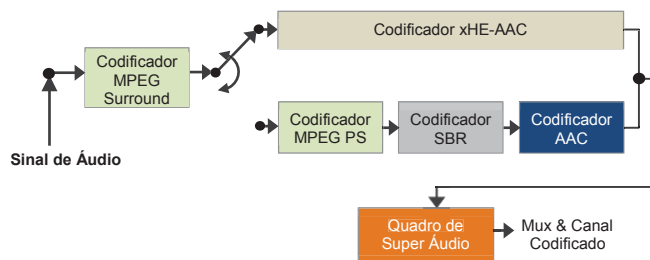 Codificador xHE-AAC
Codificador
MPEG
Surround
Codificador
MPEG PS
Codificador
SBR
Codificador
AAC
Sinal de Áudio
Quadro de
Super Áudio
Mux & Canal
Codificado